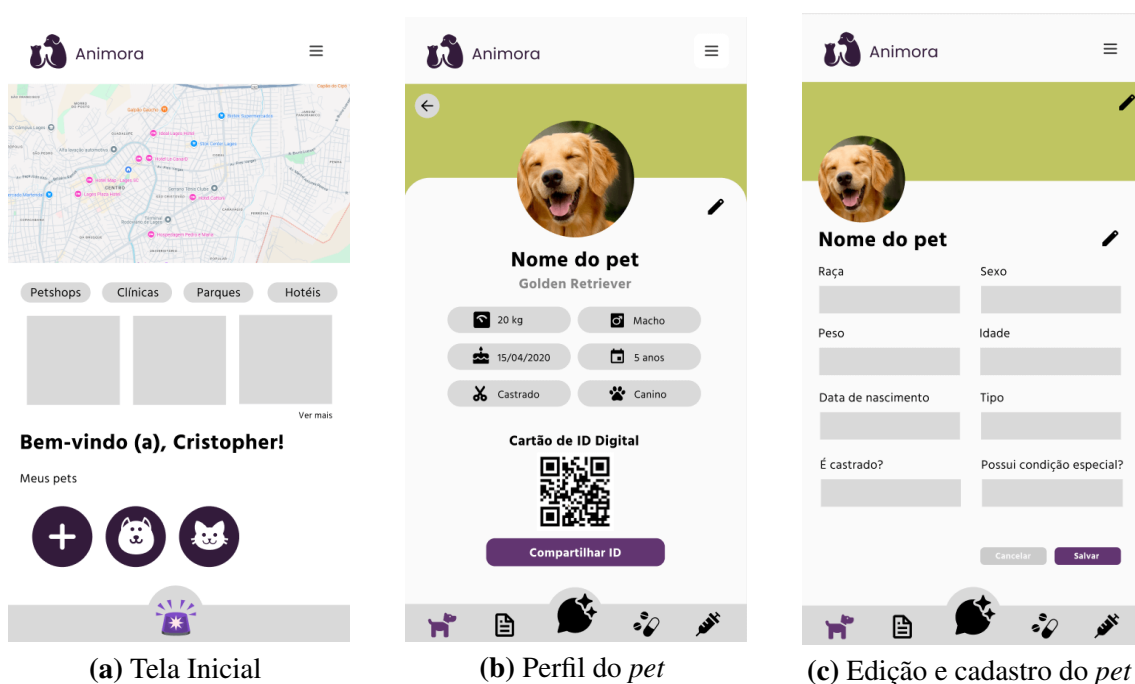 Animora
CENTRO
Petshops Clínicas Parques Hotéis
Ver mais
Bem-vindo (a), Cristopher!
Meus pets
(a) Tela Inicial
Animora
Nome do pet
Golden Retriever
20 kg Macho
15/04/2020 5 anos
Castrado Canino
Cartão de ID Digital
Compartilhar ID
(b) Perfil do pet
Animora
Nome do pet
Raça Sexo
Peso Idade
Data de nascimento Tipo
É castrado? Possui condição especial?
Cancelar Salvar
(c) Edição e cadastro do pet